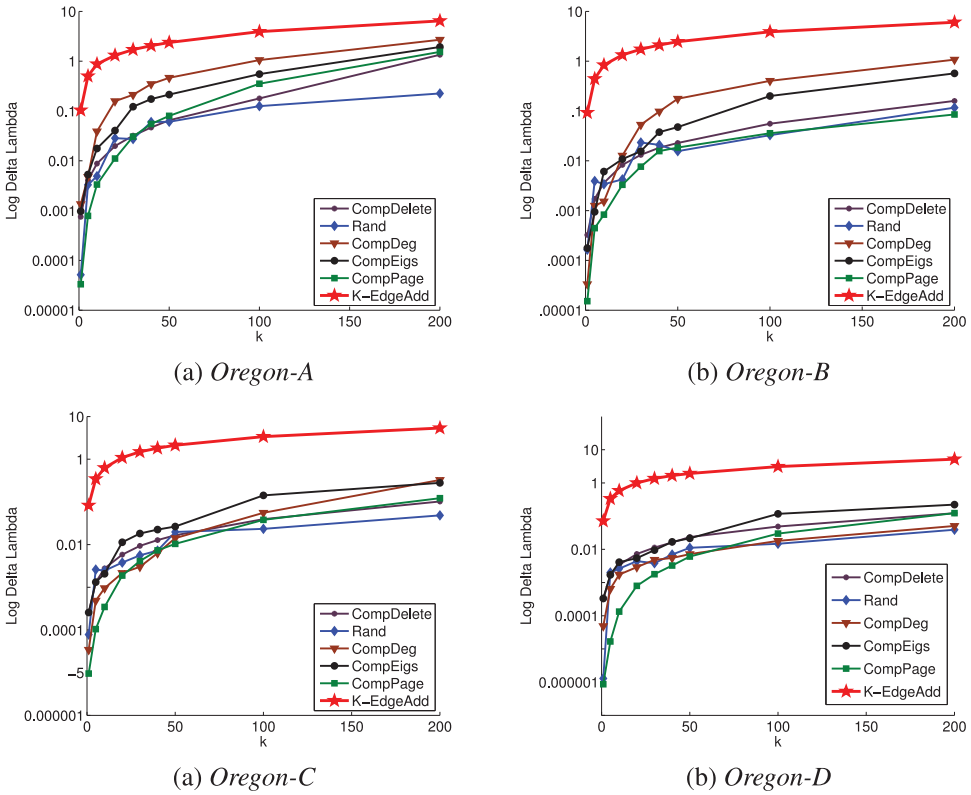 10
1
0.1
0.01
0.001
0.0001
0.00001
Log Delta Lambda
0 50 100 150 200
k
CompDelete
Rand
CompDeg
CompEigs
CompPage
K-EdgeAdd
(a) Oregon-A
10
1
.1
.01
.001
.0001
.00001
Log Delta Lambda
0 50 100 150 200
k
CompDelete
Rand
CompDeg
CompEigs
CompPage
K-EdgeAdd
(b) Oregon-B
10
1
0.01
0.0001
-5
0.000001
Log Delta Lambda
0 50 100 150 200
k
CompDelete
Rand
CompDeg
CompEigs
CompPage
K-EdgeAdd
(a) Oregon-C
10
1
0.01
0.0001
0.000001
Log Delta Lambda
0 50 100 150 200
k
CompDelete
Rand
CompDeg
CompEigs
CompPage
K-EdgeAdd
(b) Oregon-D